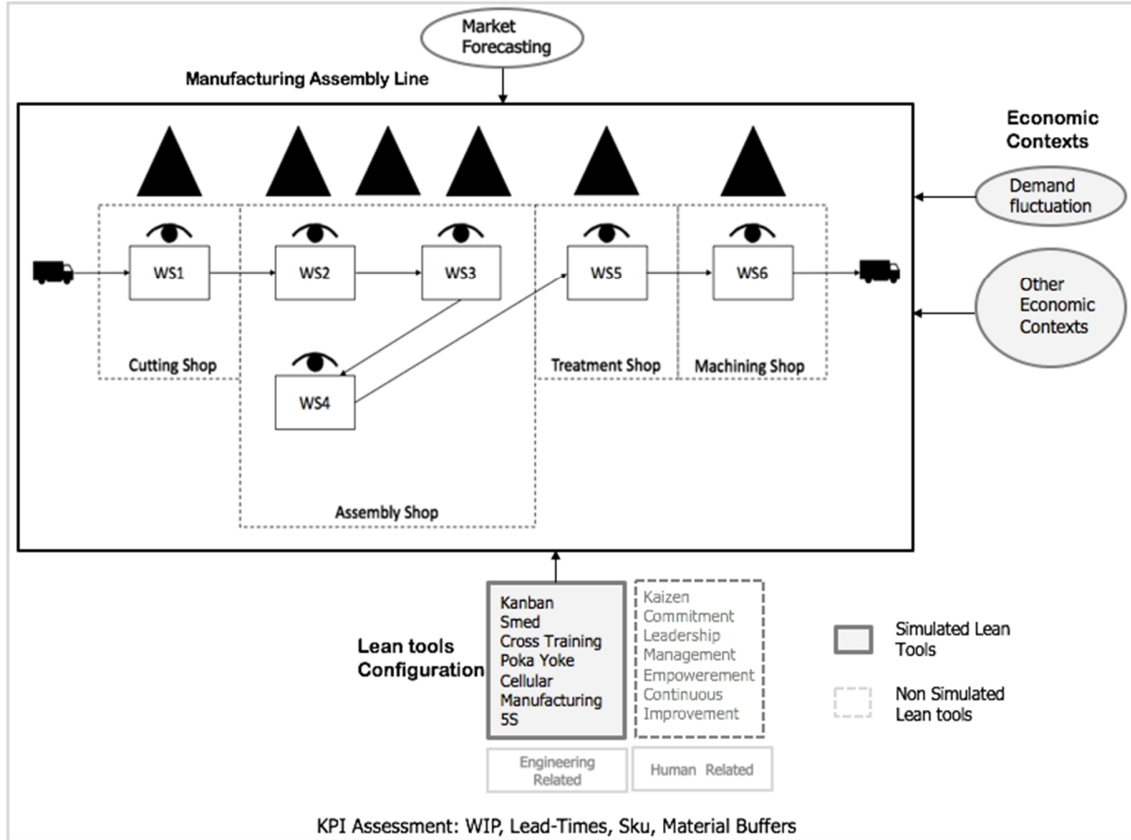 Market
Forecasting
Manufacturing Assembly Line
Economic
Contexts
Demand
fluctuation
WS1
WS2
WS3
WS5
WS6
Other
Economic
Contexts
Cutting Shop
Treatment Shop
Machining Shop
WS4
Assembly Shop
Lean tools
Configuration
Kanban
Smed
Cross Training
Poka Yoke
Cellular
Manufacturing
5S
Kaizen
Commitment
Leadership
Management
Empowerement
Continuous
Improvement
Simulated Lean
Tools
Non Simulated
Lean tools
Engineering
Related
Human Related
KPI Assessment: WIP, Lead-Times, Sku, Material Buffers